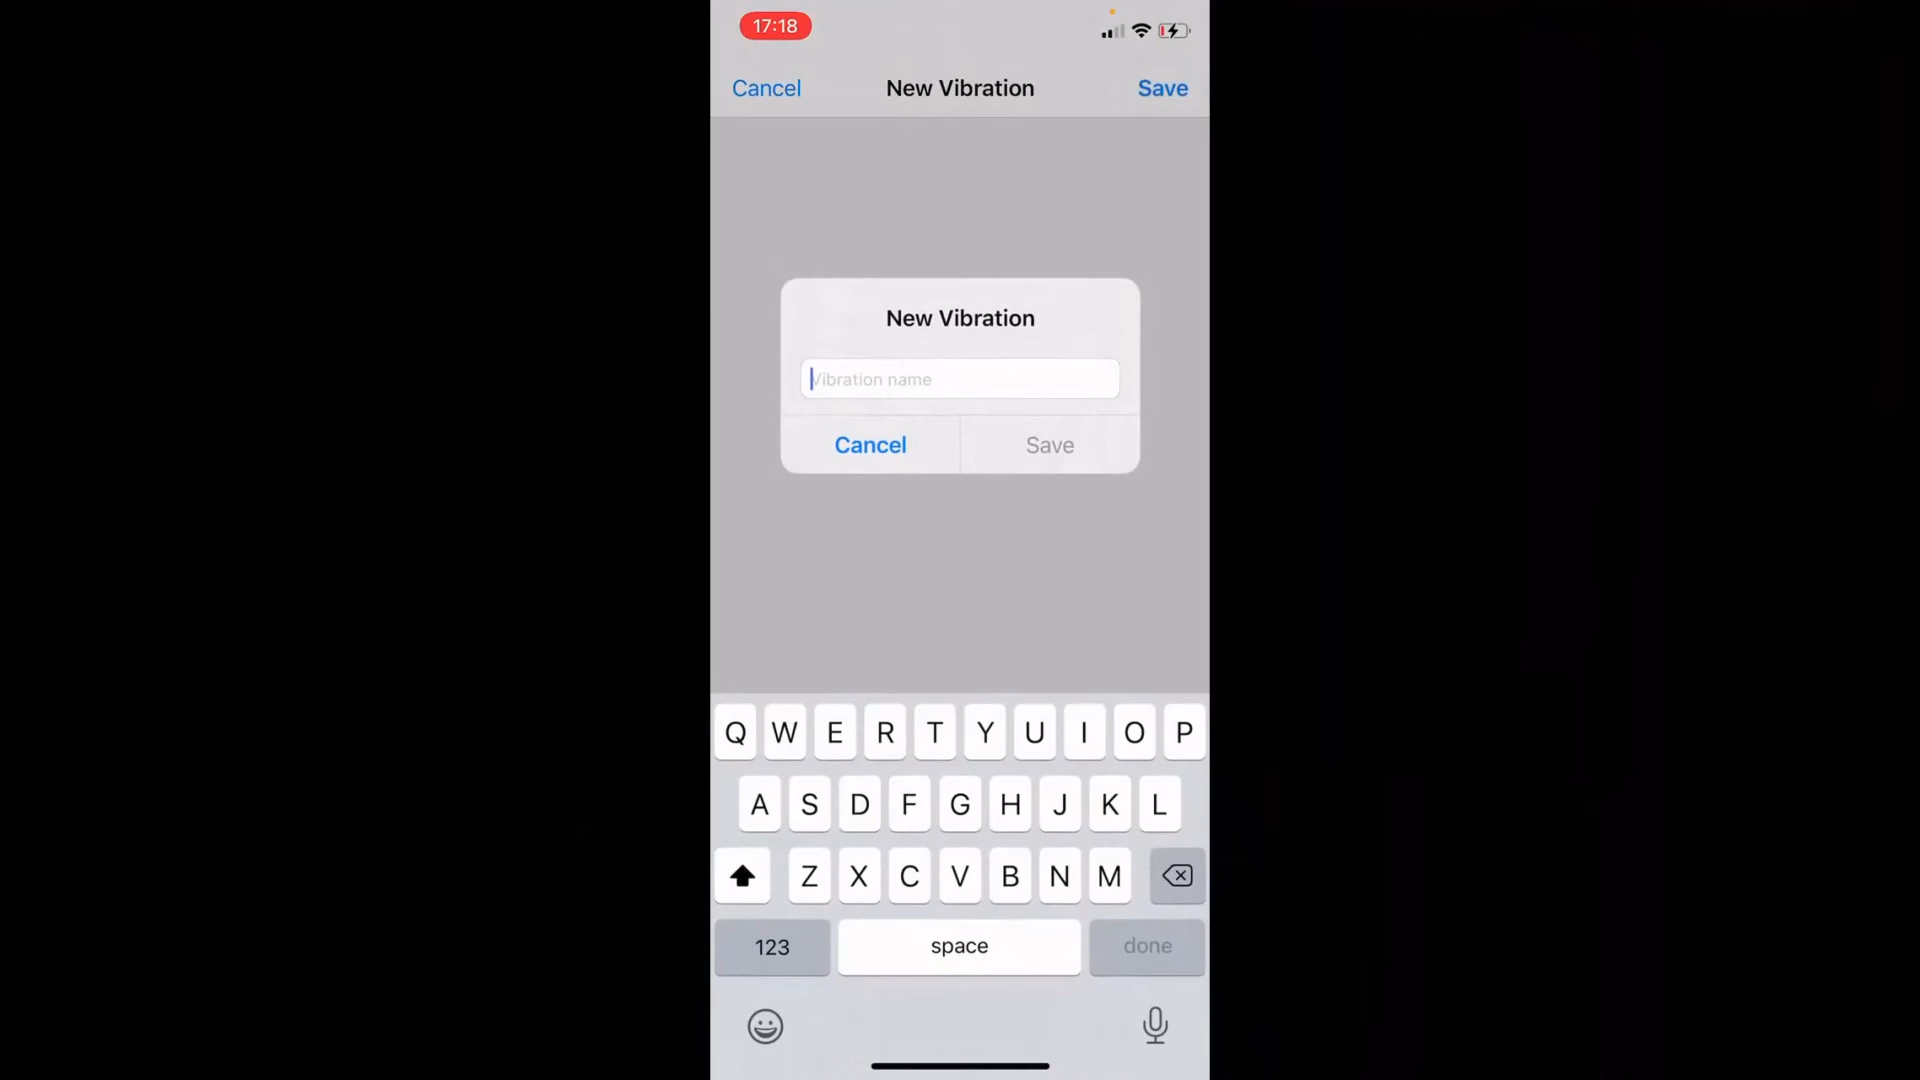 17:18
Cancel New Vibration Save
New Vibration
Vibration name
Cancel Save
Q W E R T Y U I O P
A S D F G H J K L
Z X C V B N M
123 space done